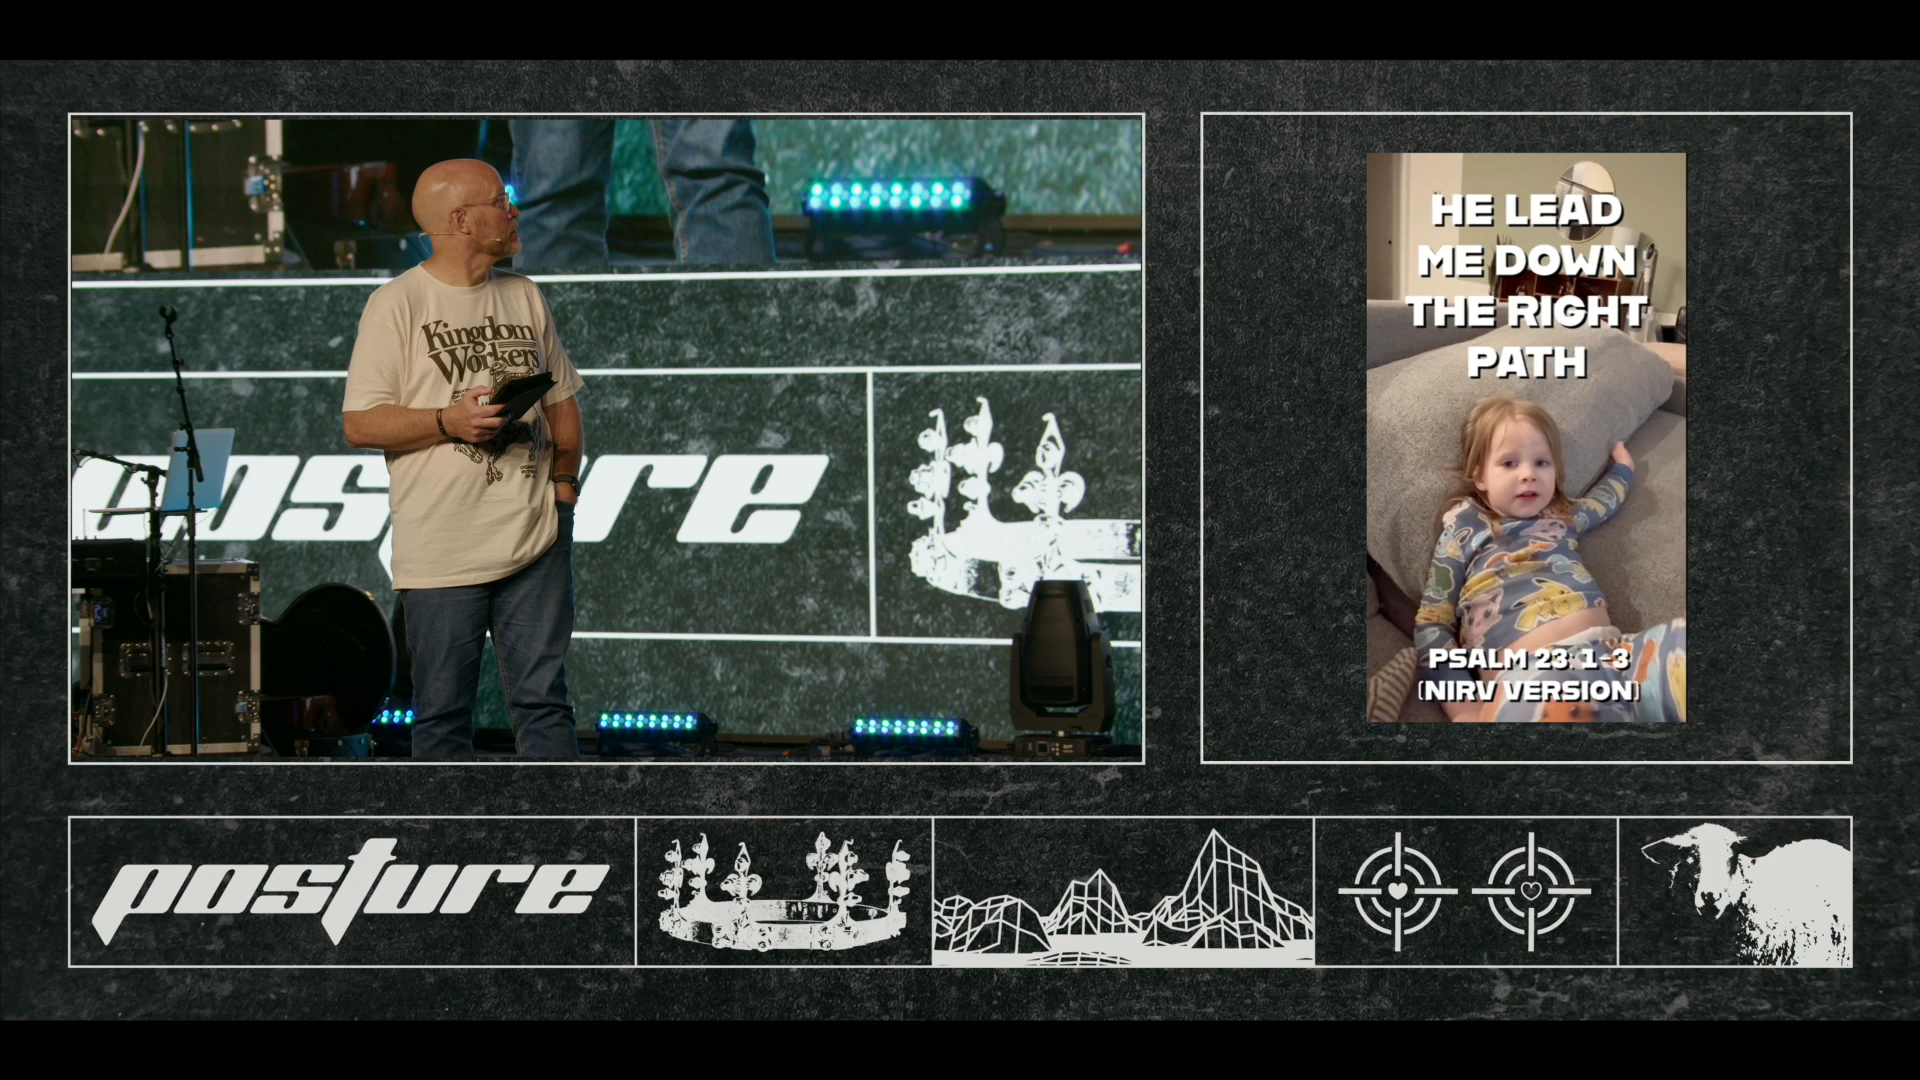 Kingdom
Workers
posture
HE LEAD
ME DOWN
THE RIGHT
PATH
PSALM 23: 1-3
(NIRV VERSION)
posture